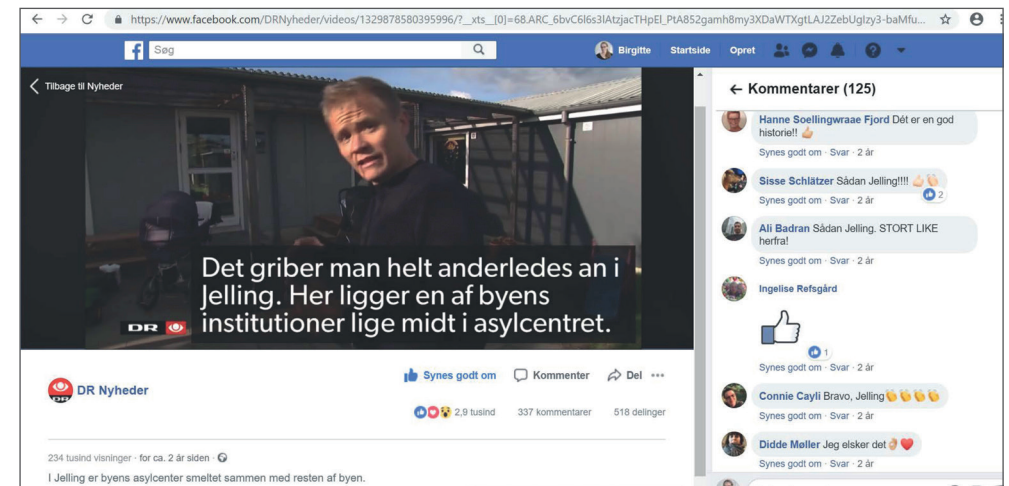 https://www.facebook.com/DRNyheder/videos/1329878580395996/?_xts__[0]=68.ARC_6bvC6l6s3lAtzjacTHpEl_PtA852gamh8my3XDaWTXgtLAJ2ZebUglzy3-baMfu...
Søg
Birgitte Startside Opret
Tilbage til Nyheder
Det griber man helt anderledes an i
Jelling. Her ligger en af byens
institutioner lige midt i asylcentret.
DR
DR Nyheder
Synes godt om Kommenter Del
2,9 tusind 337 kommentarer 518 delinger
234 tusind visninger · for ca. 2 år siden ·
I Jelling er byens asylcenter smeltet sammen med resten af byen.
Kommentarer (125)
Hanne Soellingwraae Fjord Dét er en god
historie!! 👍
Synes godt om · Svar · 2 år
Sisse Schlätzer Sådan Jelling!!!! 👍👏
2
Synes godt om · Svar · 2 år
Ali Badran Sådan Jelling. STORT LIKE
herfra!
Synes godt om · Svar · 2 år
Ingelise Refsgård
1
Synes godt om · Svar · 2 år
Connie Cayli Bravo, Jelling👏👏👏👏
Synes godt om · Svar · 2 år
Didde Møller Jeg elsker det👌❤
Synes godt om · Svar · 2 år